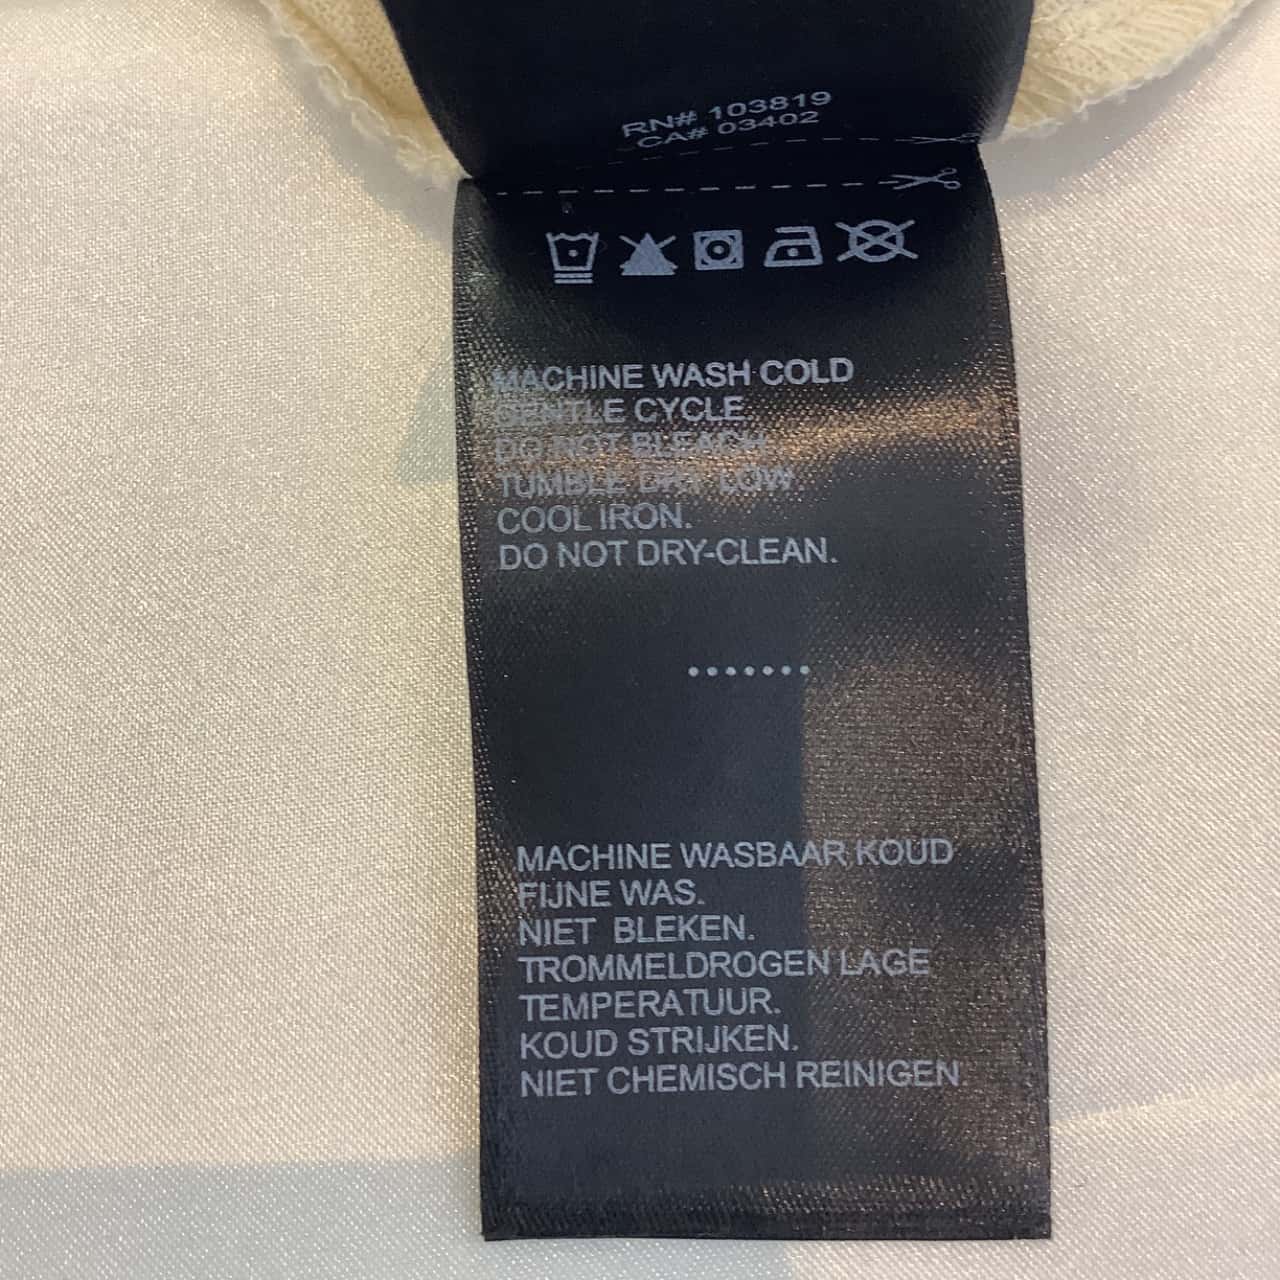 RN# 103819
CA# 03402
MACHINE WASH COLD
GENTLE CYCLE.
DO NOT BLEACH.
TUMBLE DRY LOW.
COOL IRON.
DO NOT DRY-CLEAN.
MACHINE WASBAAR KOUD
FIJNE WAS.
NIET BLEKEN.
TROMMELDROGEN LAGE
TEMPERATUUR.
KOUD STRIJKEN.
NIET CHEMISCH REINIGEN.